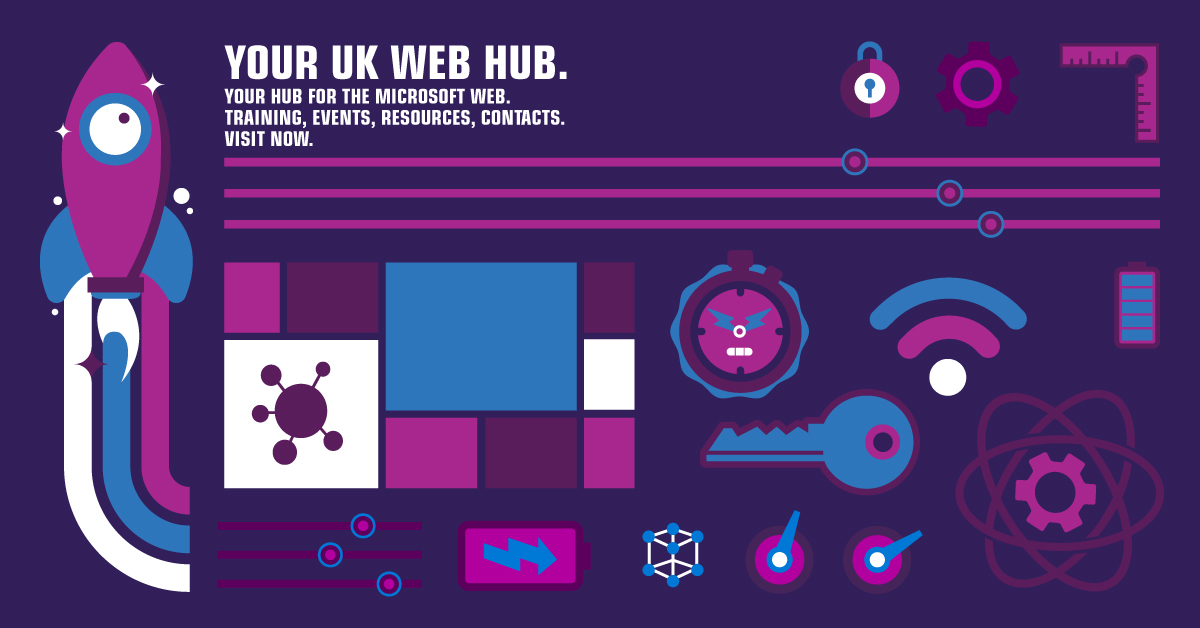 YOUR UK WEB HUB.
YOUR HUB FOR THE MICROSOFT WEB.
TRAINING, EVENTS, RESOURCES, CONTACTS.
VISIT NOW.